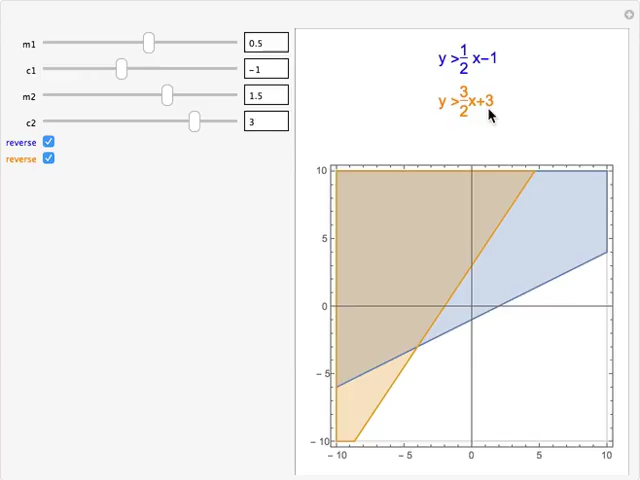 m1 0.5
c1 −1
m2 1.5
c2 3
reverse
reverse
y > 1/2 x−1
y > 3/2 x+3
10
5
0
−5
−10
−10 −5 0 5 10